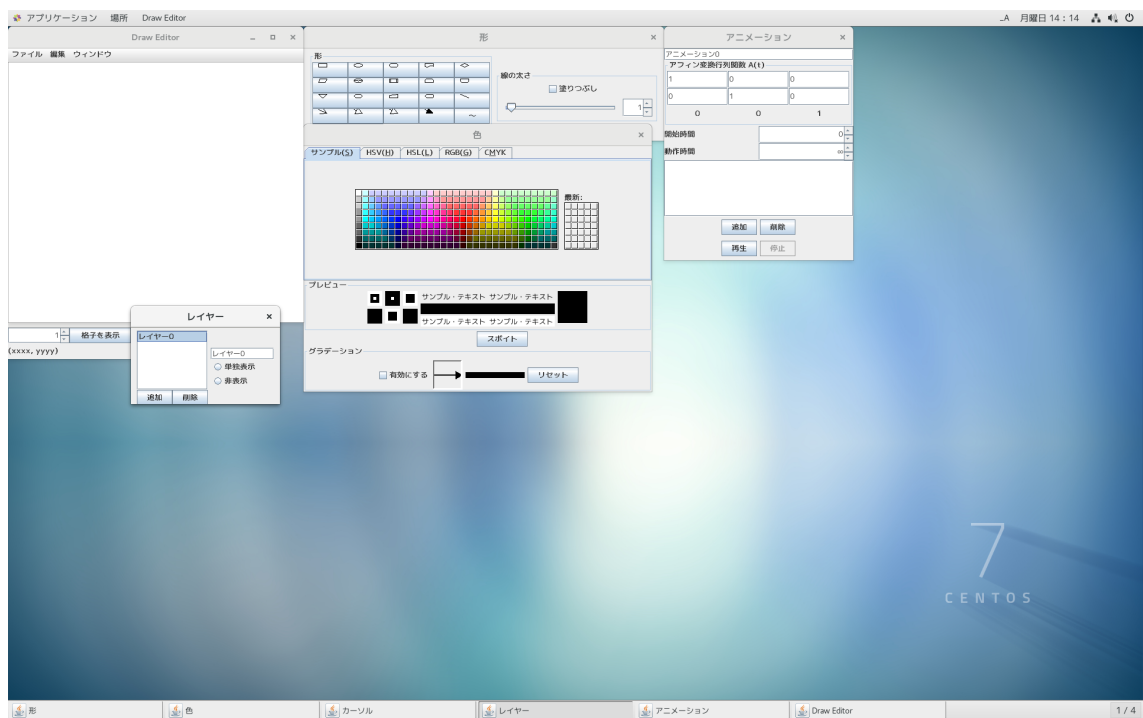 アプリケーション 場所 Draw Editor
_A 月曜日 14 : 14
Draw Editor
ファイル 編集 ウィンドウ
1
格子を表示
(xxxx, yyyy)
レイヤー
レイヤー0
レイヤー0
単独表示
非表示
追加 削除
形
形
線の太さ
塗りつぶし
1
色
サンプル(S) HSV(H) HSL(L) RGB(G) CMYK
最新:
プレビュー
サンプル・テキスト サンプル・テキスト
サンプル・テキスト サンプル・テキスト
スポイト
グラデーション
有効にする
リセット
アニメーション
アニメーション0
アフィン変換行列関数 A(t)
1 0 0
0 1 0
0 0 1
開始時間 0
動作時間 ∞
追加 削除
再生 停止
7
CENTOS
形 色 カーソル レイヤー アニメーション Draw Editor
1 / 4